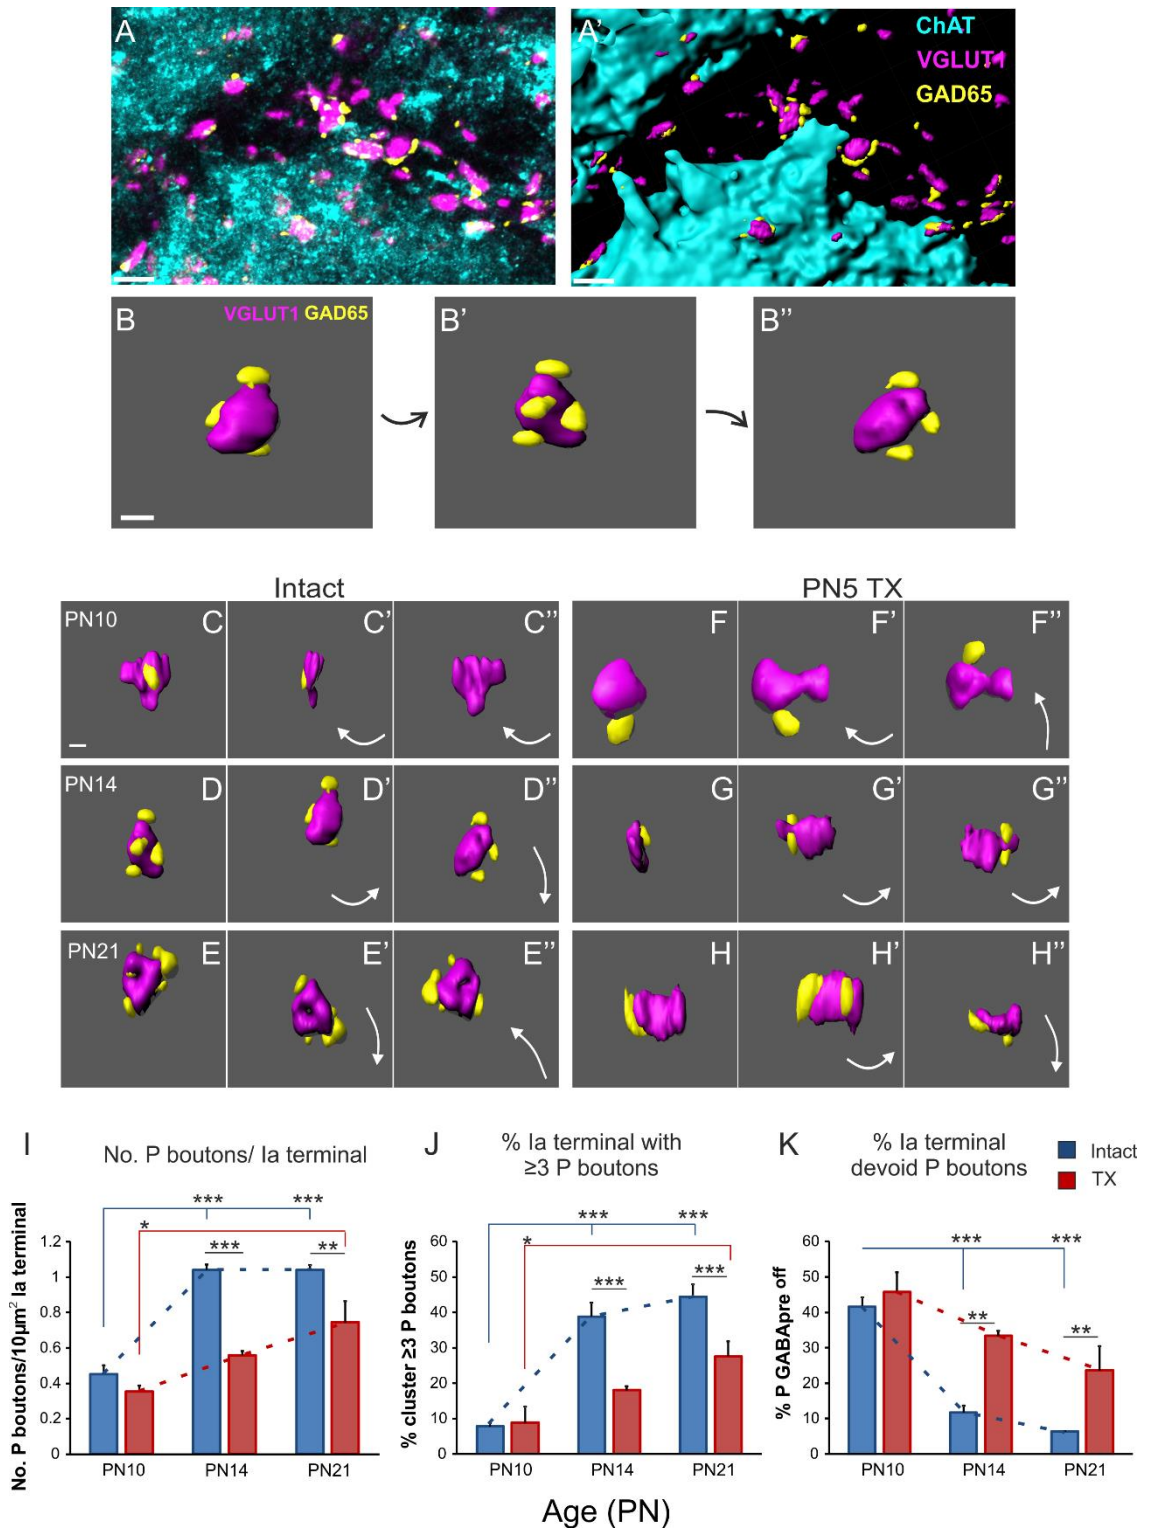 A
A'
ChAT
VGLUT1
GAD65
B
VGLUT1 GAD65
B'
B''
Intact
PN5 TX
PN10
C
C'
C''
F
F'
F''
PN14
D
D'
D''
G
G'
G''
PN21
E
E'
E''
H
H'
H''
I
No. P boutons/ Ia terminal
J
% Ia terminal with
≥3 P boutons
K
% Ia terminal
devoid P boutons
Intact
TX
No. P boutons/10µm² Ia terminal
1.2
1
0.8
0.6
0.4
0.2
0
*
***
***
***
**
PN10
PN14
PN21
% cluster ≥3 P boutons
60
50
40
30
20
10
0
*
***
***
***
***
PN10
PN14
PN21
% P GABApre off
60
50
40
30
20
10
0
***
***
**
**
PN10
PN14
PN21
Age (PN)